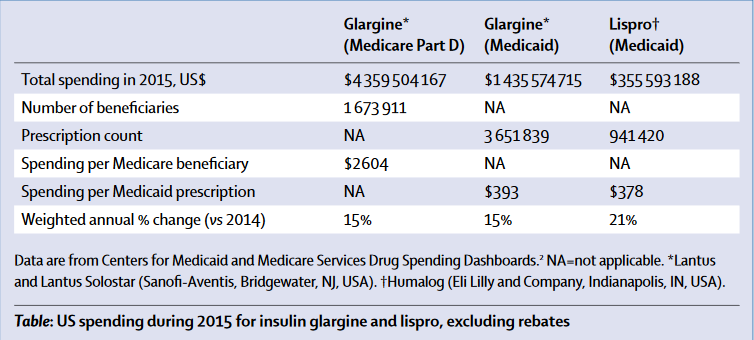 Glargine* Glargine* Lispro†
(Medicare Part D) (Medicaid) (Medicaid)
Total spending in 2015, US$ $4 359 504 167 $1 435 574 715 $355 593 188
Number of beneficiaries 1 673 911 NA NA
Prescription count NA 3 651 839 941 420
Spending per Medicare beneficiary $2604 NA NA
Spending per Medicaid prescription NA $393 $378
Weighted annual % change (vs 2014) 15% 15% 21%
Data are from Centers for Medicaid and Medicare Services Drug Spending Dashboards.² NA=not applicable. *Lantus
and Lantus Solostar (Sanofi-Aventis, Bridgewater, NJ, USA). †Humalog (Eli Lilly and Company, Indianapolis, IN, USA).
Table: US spending during 2015 for insulin glargine and lispro, excluding rebates